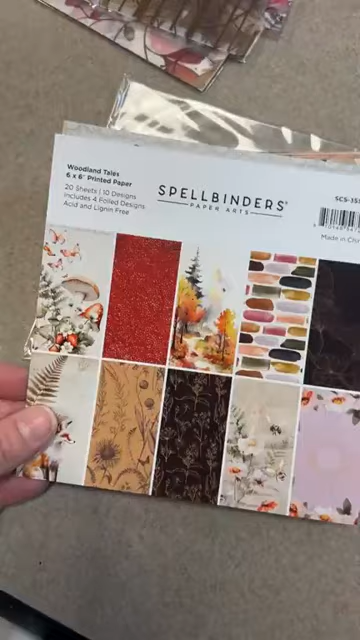 Woodland Tales
6 x 6" Printed Paper
20 Sheets | 10 Designs
Includes 4 Foiled Designs
Acid and Lignin Free
SPELLBINDERS®
PAPER ARTS
Made in